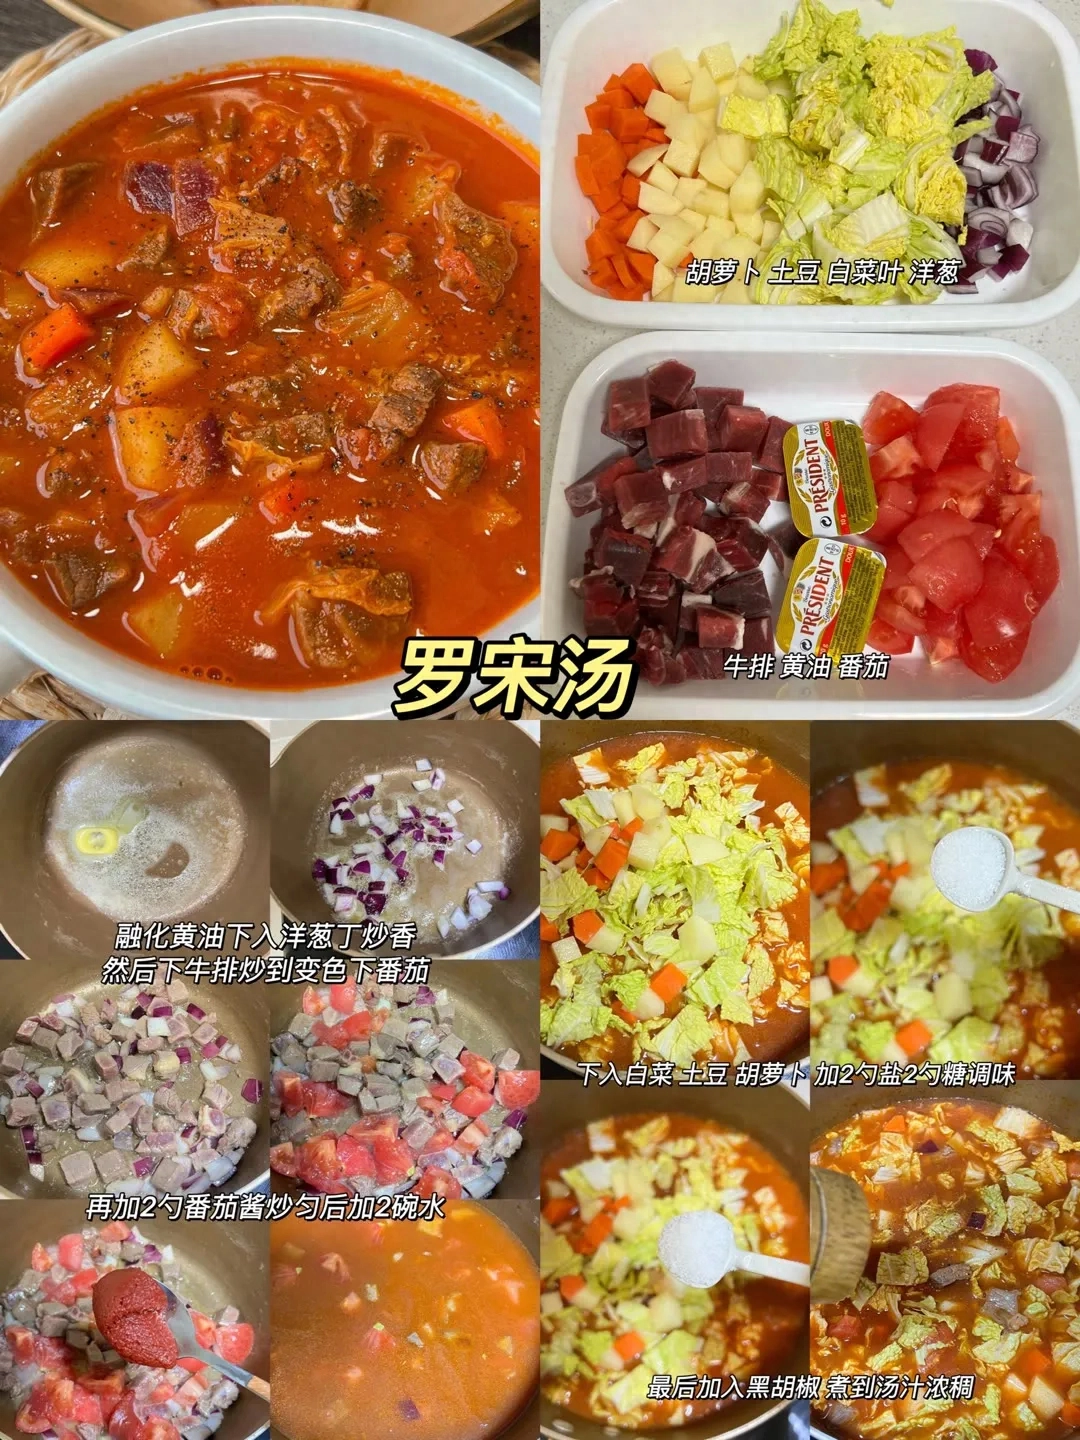 胡萝卜 土豆 白菜叶 洋葱
PRÉSIDENT
PRÉSIDENT
牛排 黄油 番茄
罗宋汤
融化黄油下入洋葱丁炒香
然后下牛排炒到变色下番茄
再加2勺番茄酱炒匀后加2碗水
下入白菜 土豆 胡萝卜 加2勺盐2勺糖调味
最后加入黑胡椒 煮到汤汁浓稠